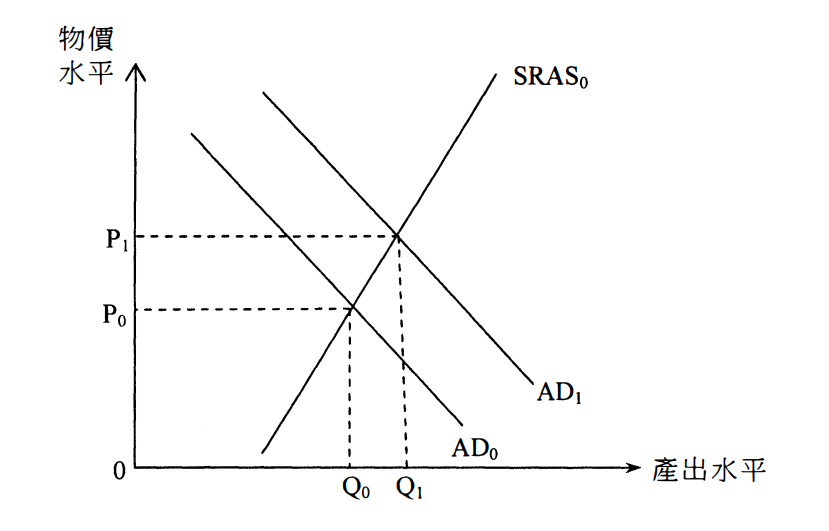 物價
水平
SRAS₀
P₁
P₀
AD₁
AD₀
0
產出水平
Q₀ Q₁